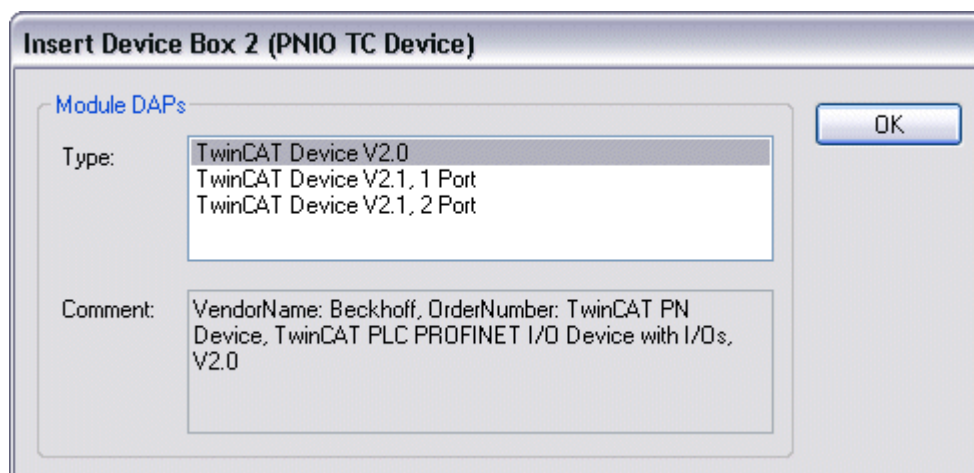 Insert Device Box 2 (PNIO TC Device)
Module DAPs
OK
Type:
TwinCAT Device V2.0
TwinCAT Device V2.1, 1 Port
TwinCAT Device V2.1, 2 Port
Comment:
VendorName: Beckhoff, OrderNumber: TwinCAT PN
Device, TwinCAT PLC PROFINET I/O Device with I/Os,
V2.0